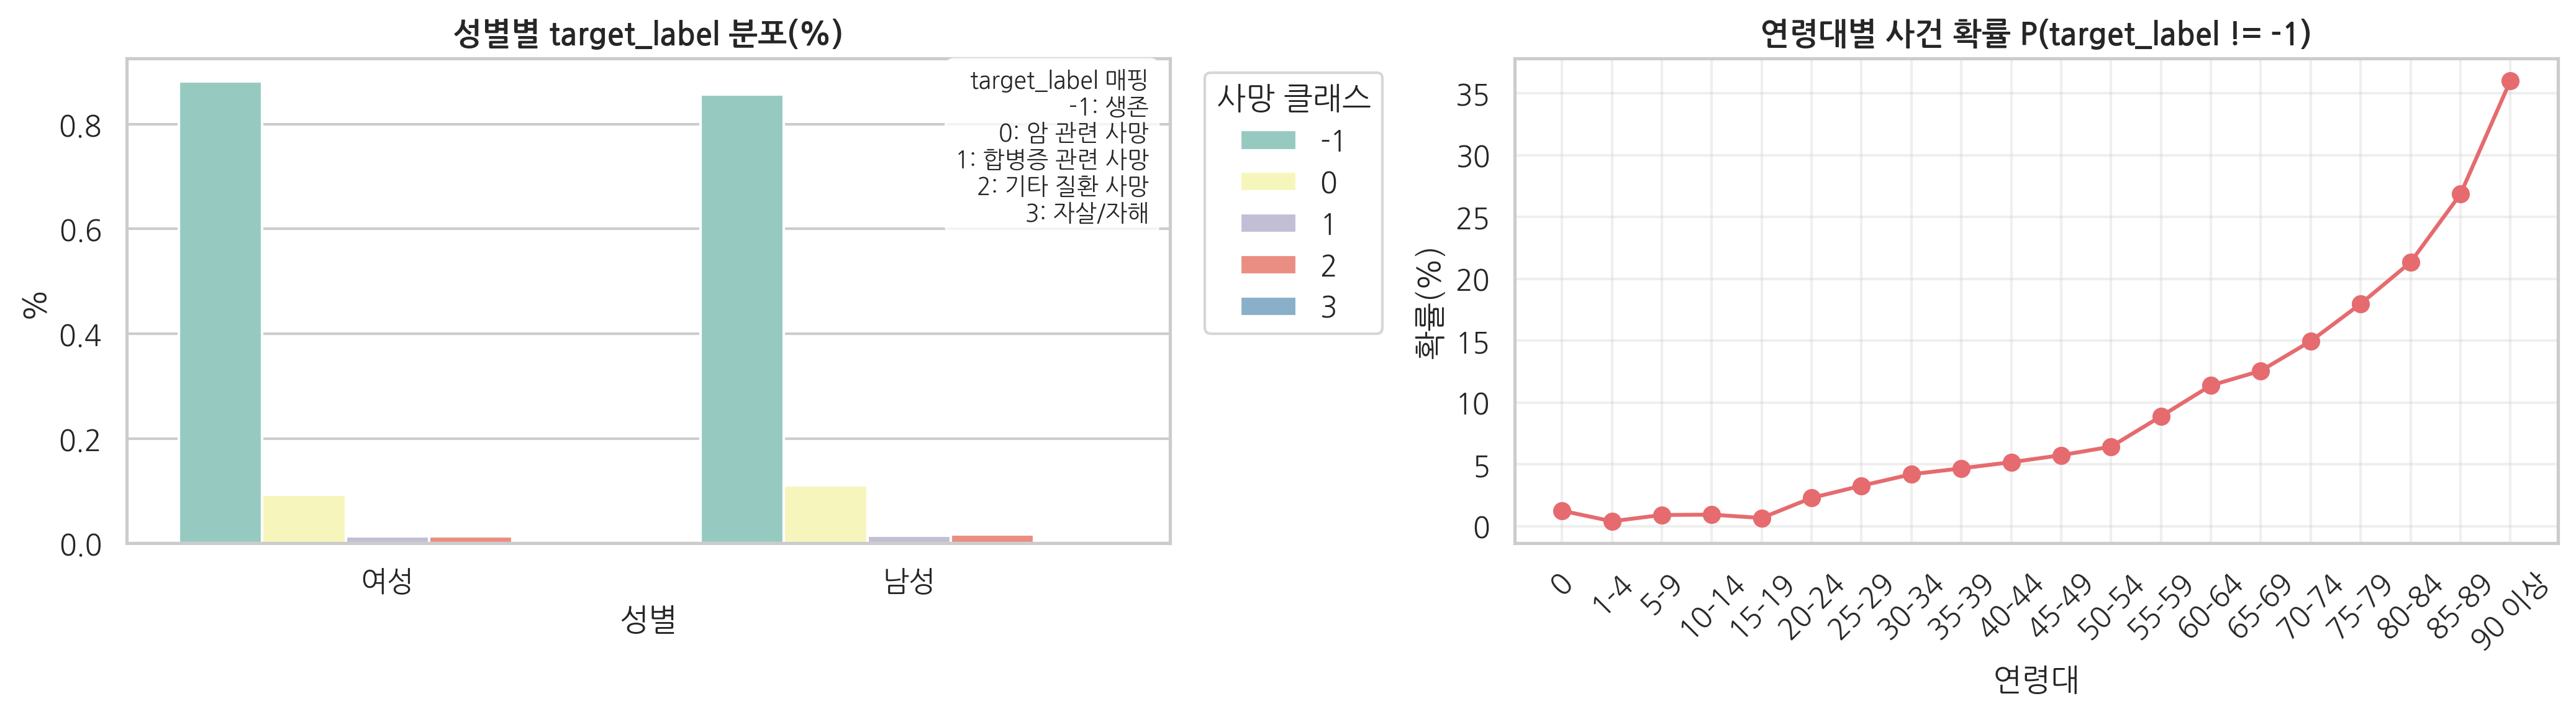 성별별 target_label 분포(%)
%
0.8
0.6
0.4
0.2
0.0
target_label 매핑
-1: 생존
0: 암 관련 사망
1: 합병증 관련 사망
2: 기타 질환 사망
3: 자살/자해
여성
남성
성별
사망 클래스
-1
0
1
2
3
연령대별 사건 확률 P(target_label != -1)
확률(%)
35
30
25
20
15
10
5
0
0
1-4
5-9
10-14
15-19
20-24
25-29
30-34
35-39
40-44
45-49
50-54
55-59
60-64
65-69
70-74
75-79
80-84
85-89
90 이상
연령대